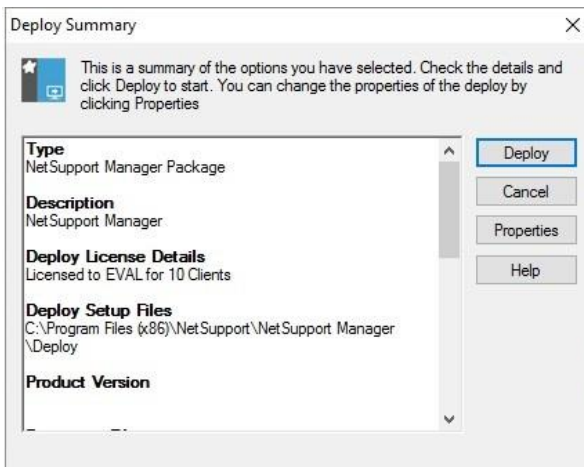 Deploy Summary
This is a summary of the options you have selected. Check the details and
click Deploy to start. You can change the properties of the deploy by
clicking Properties
Type
NetSupport Manager Package
Description
NetSupport Manager
Deploy License Details
Licensed to EVAL for 10 Clients
Deploy Setup Files
C:\Program Files (x86)\NetSupport\NetSupport Manager
\Deploy
Product Version
Deploy
Cancel
Properties
Help